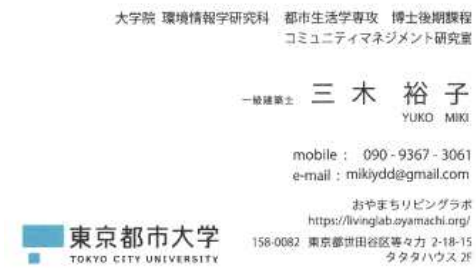 大学院 環境情報学研究科 都市生活学専攻 博士後期課程
コミュニティマネジメント研究室
一級建築士 三木 裕子
YUKO MIKI
mobile : 090 - 9367 - 3061
e-mail : mikiydd@gmail.com
おやまちリビングラボ
https://livinglab.oyamachi.org/
東京都市大学
TOKYO CITY UNIVERSITY
158-0082 東京都世田谷区等々力 2-18-15
タタタハウス 2F